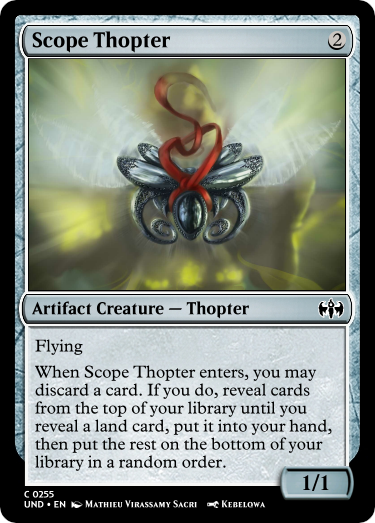 Scope Thopter 2
Artifact Creature — Thopter
Flying
When Scope Thopter enters, you may
discard a card. If you do, reveal cards
from the top of your library until you
reveal a land card, put it into your hand,
then put the rest on the bottom of your
library in a random order.
1/1
C 0255
UND • EN Mathieu Virassamy Sacri Kebelowa